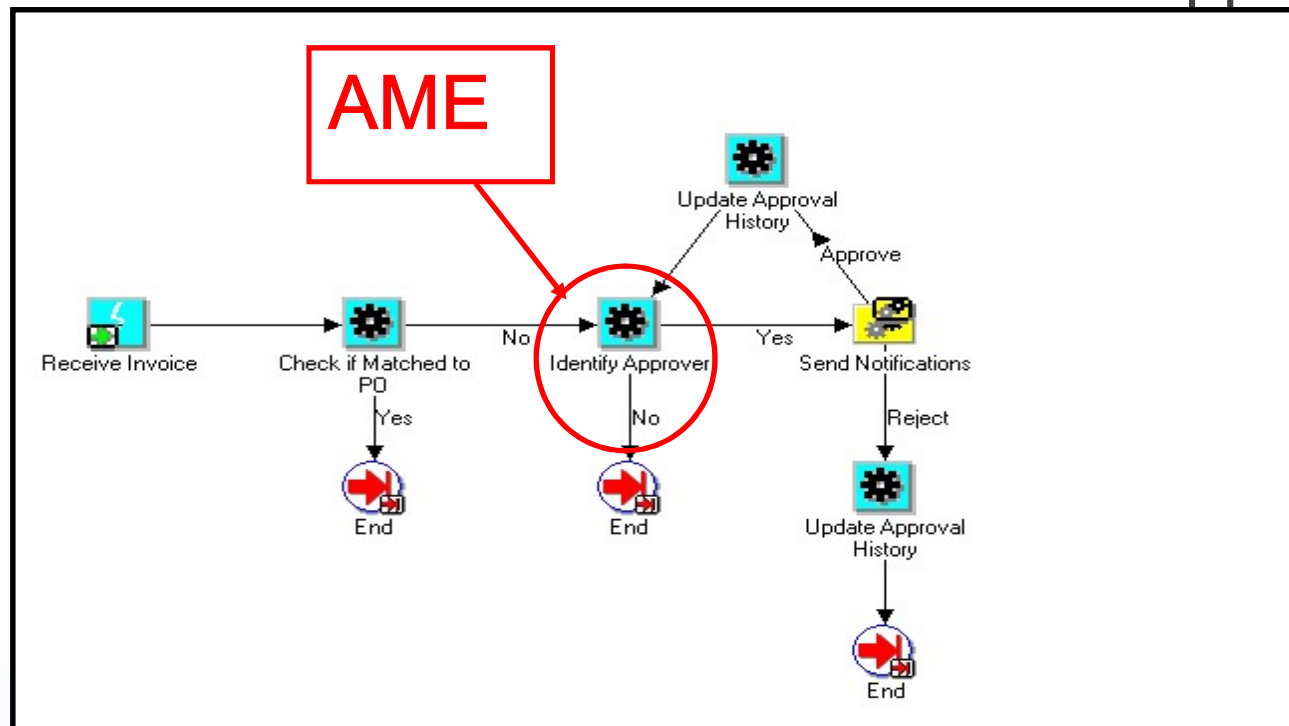 AME
Update Approval
History
Approve
No
Yes
Receive Invoice
Check if Matched to
PO
Identify Approver
Send Notifications
Yes
No
Reject
End
End
Update Approval
History
End